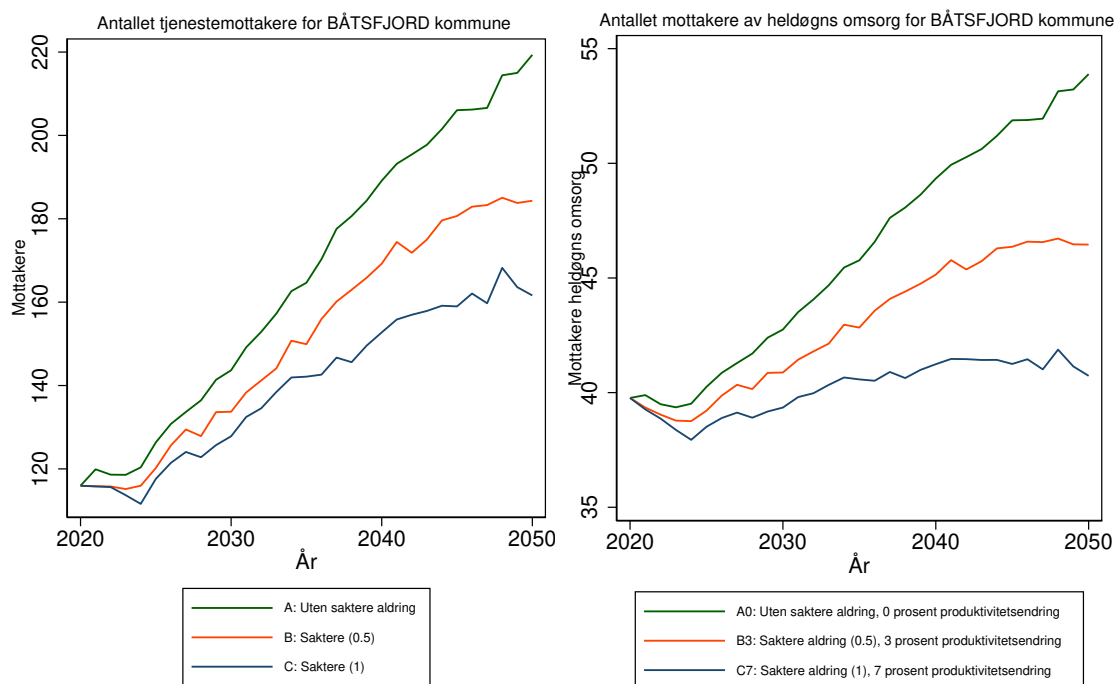 Antallet tjenestemottakere for BÅTSFJORD kommune
Mottakere
220
200
180
160
140
120
2020
2030
2040
2050
År
A: Uten saktere aldring
B: Saktere (0.5)
C: Saktere (1)
Antallet mottakere av heldøgns omsorg for BÅTSFJORD kommune
Mottakere heldøgns omsorg
55
50
45
40
35
2020
2030
2040
2050
År
A0: Uten saktere aldring, 0 prosent produktivitetsendring
B3: Saktere aldring (0.5), 3 prosent produktivitetsendring
C7: Saktere aldring (1), 7 prosent produktivitetsendring